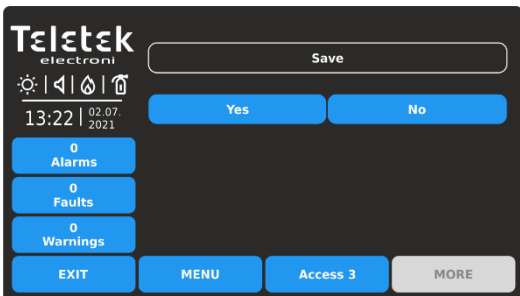 Teletek
electroni
Save
13:22 | 02.07.
2021
Yes
No
0
Alarms
0
Faults
0
Warnings
EXIT
MENU
Access 3
MORE